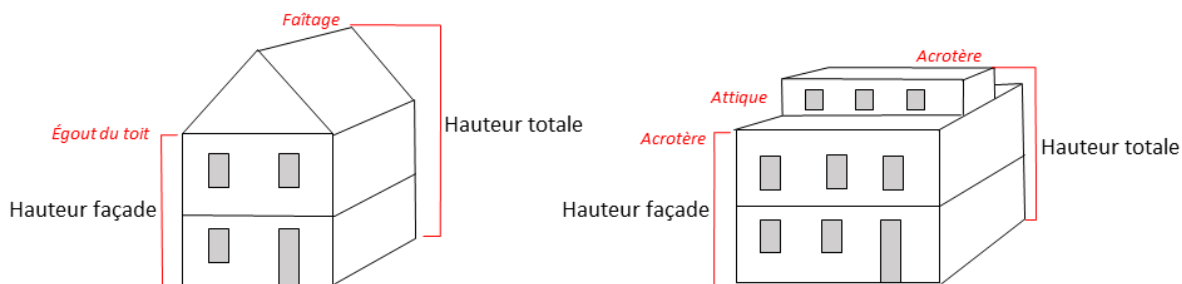 Faîtage
Égout du toit
Hauteur totale
Hauteur façade
Acrotère
Attique
Acrotère
Hauteur totale
Hauteur façade